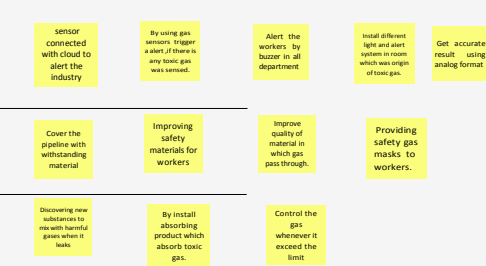 sensor
connected
with cloud to
alert the
industry
By using gas
sensors trigger
a alert ,if there is
any toxic gas
was sensed.
Alert the
workers by
buzzer in all
department
Install different
light and alert
system in room
which was origin
of toxic gas.
Get accurate
result using
analog format
Cover the
pipeline with
withstanding
material
Improving
safety
materials for
workers
Improve
quality of
material in
which gas
pass through.
Providing
safety gas
masks to
workers.
Discovering new
substances to
mix with harmful
gases when it
leaks
By install
absorbing
product which
absorb toxic
gas.
Control the
gas
whenever it
exceed the
limit